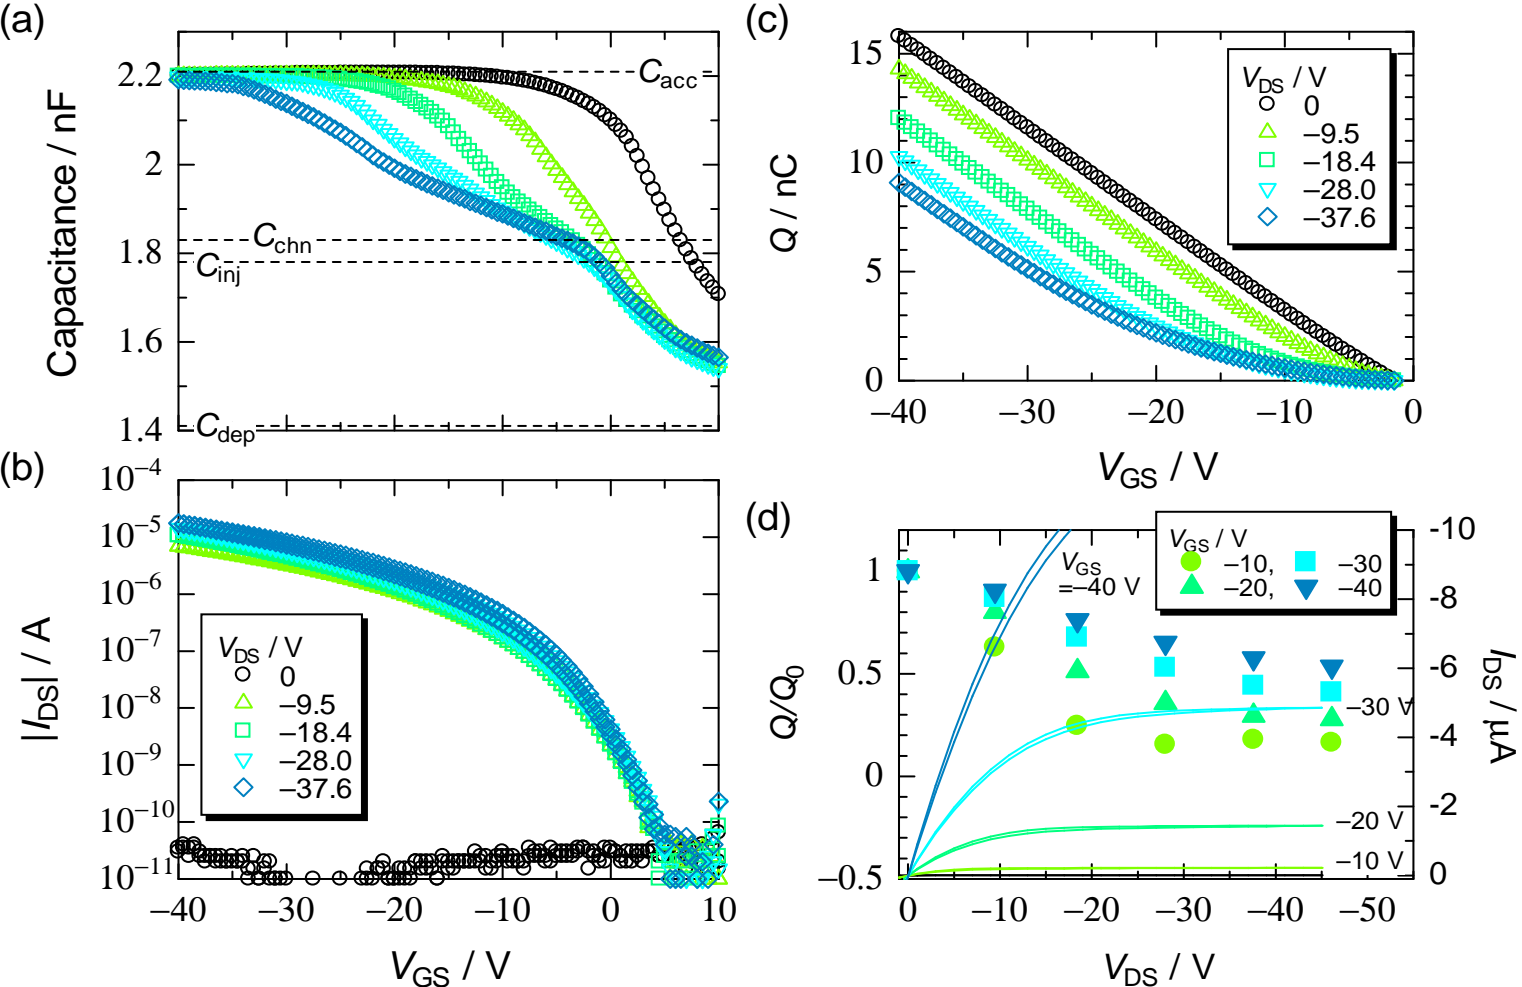 (a)
Capacitance / nF
2.2
2
1.8
1.6
1.4
Cacc
Cchn
Cinj
Cdep
(b)
|IDS| / A
10−4
10−5
10−6
10−7
10−8
10−9
10−10
10−11
VDS / V
0
−9.5
−18.4
−28.0
−37.6
−40 −30 −20 −10 0 10
VGS / V
(c)
Q / nC
15
10
5
0
VDS / V
0
−9.5
−18.4
−28.0
−37.6
−40 −30 −20 −10 0
VGS / V
(d)
Q/Q0
1
0.5
0
−0.5
VGS
=−40 V
VGS / V
−10, −30
−20, −40
−30 V
−20 V
−10 V
-10
-8
-6
-4
-2
0
IDS / µA
0 −10 −20 −30 −40 −50
VDS / V